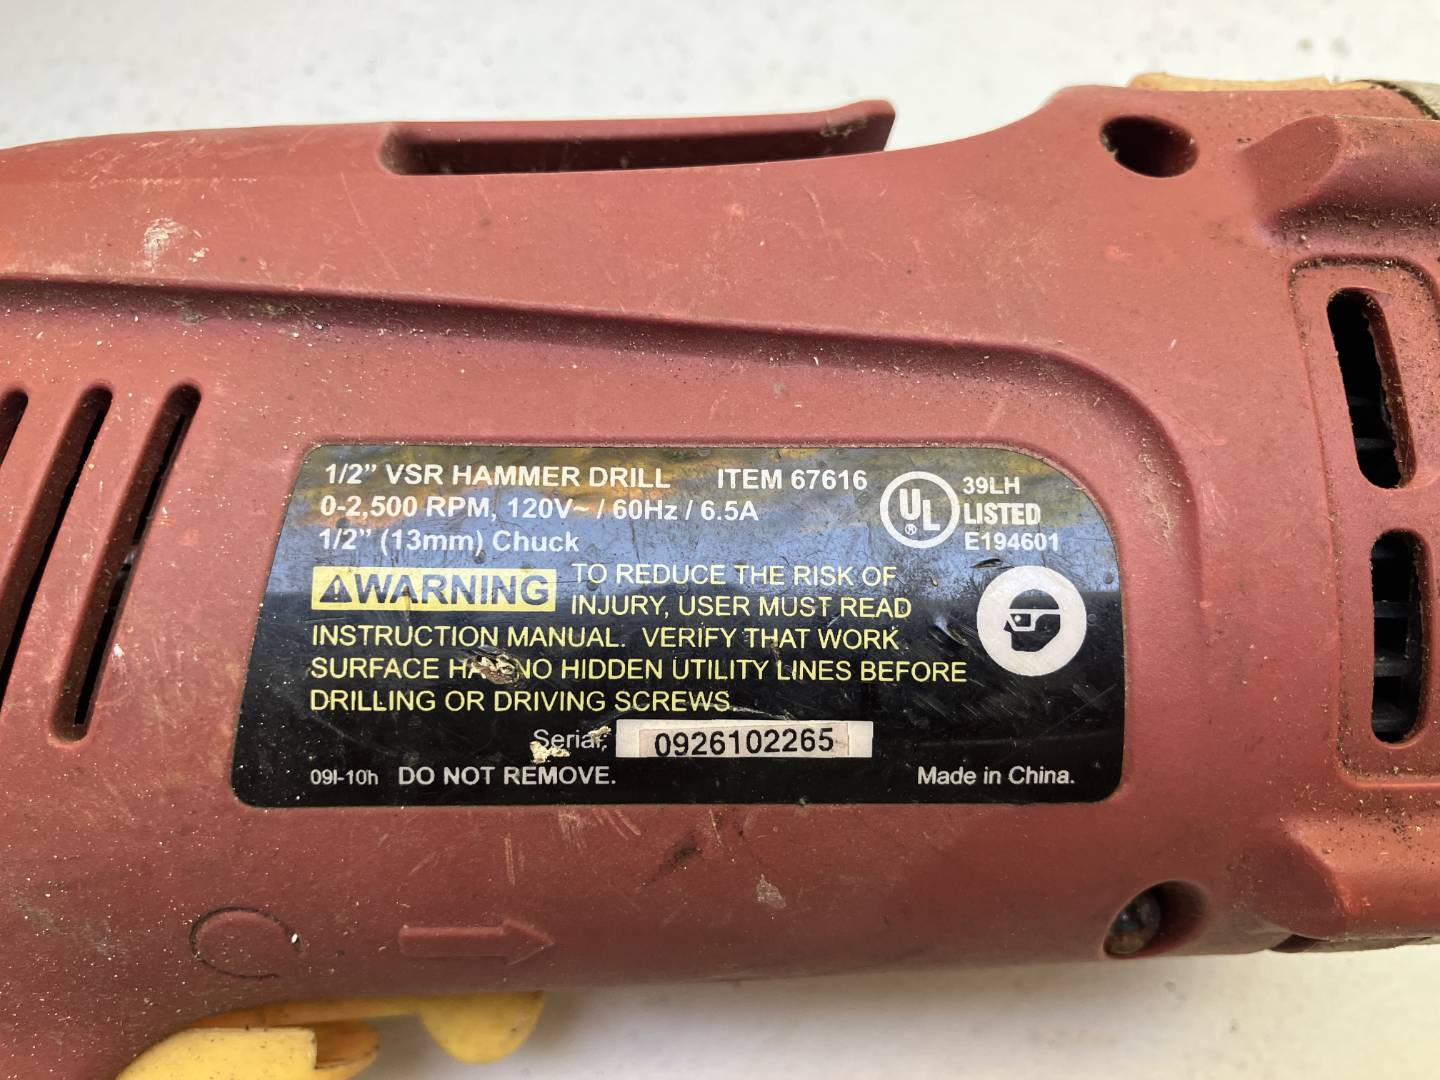 1/2” VSR HAMMER DRILL ITEM 67616
0-2,500 RPM, 120V~ / 60Hz / 6.5A
1/2” (13mm) Chuck
UL ®
39LH
LISTED
E194601
⚠WARNING TO REDUCE THE RISK OF
INJURY, USER MUST READ
INSTRUCTION MANUAL. VERIFY THAT WORK
SURFACE NO HIDDEN UTILITY LINES BEFORE
DRILLING OR DRIVING SCREWS.
Serial: 0926102265
09l-10h DO NOT REMOVE. Made in China.